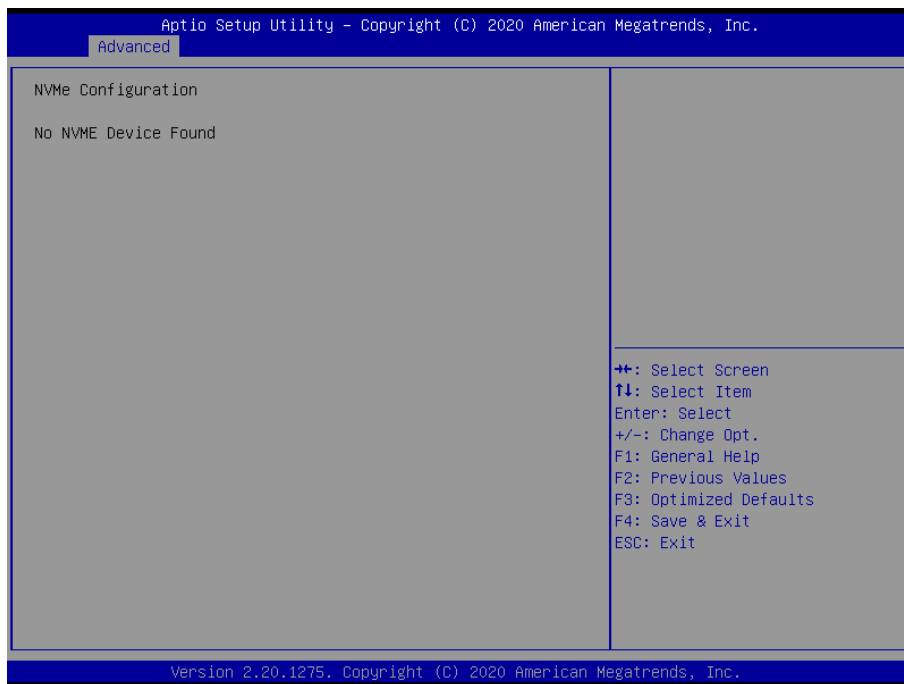 Aptio Setup Utility – Copyright (C) 2020 American Megatrends, Inc.
Advanced
NVMe Configuration
No NVME Device Found
→←: Select Screen
↑↓: Select Item
Enter: Select
+/-: Change Opt.
F1: General Help
F2: Previous Values
F3: Optimized Defaults
F4: Save & Exit
ESC: Exit
Version 2.20.1275. Copyright (C) 2020 American Megatrends, Inc.